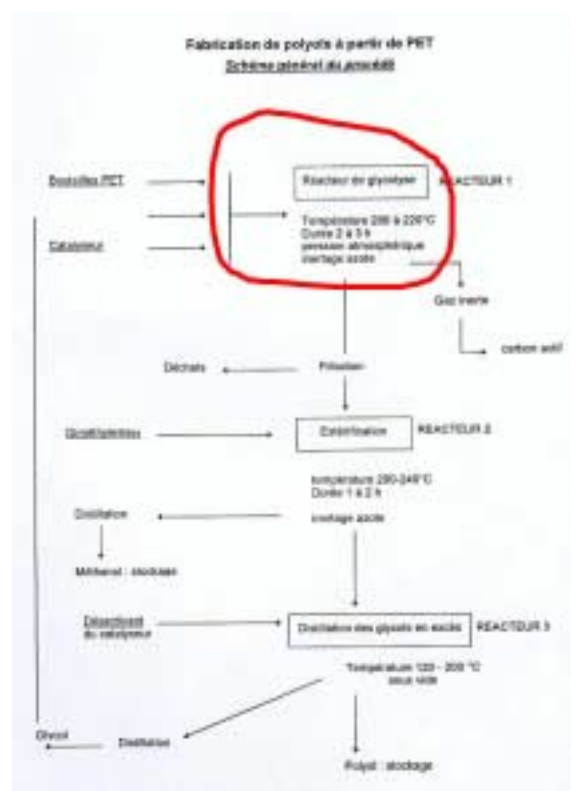 Fabrication de polyols à partir de PET
Schéma général du procédé
Bouteilles PET
Réacteur de glycolyse
REACTEUR 1
Température 200 à 220°C
Durée 2 à 3 h
pression atmosphérique
inertage azote
Catalyseur
Gaz inerte
carbon actif
Déchets
Filtration
Estérification
REACTEUR 2
température 200-240°C
Durée 1 à 2 h
inertage azote
Distillation
Méthanol : stockage
Désactivant
du catalyseur
Distillation des glycols en excès
REACTEUR 3
Température 120 - 200 °C
sous vide
Glycol
Distillation
Polyol : stockage